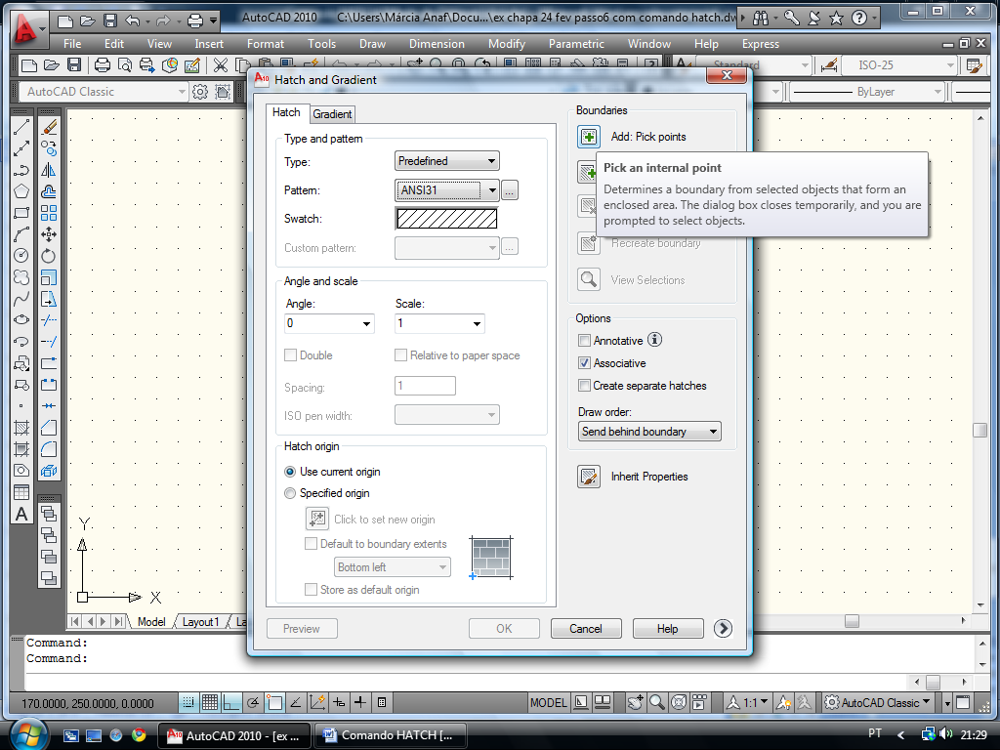 AutoCAD 2010 C:\Users\Márcia Anaf\Docu...\ex chapa 24 fev passo6 com comando hatch.dw
File Edit View Insert Format Tools Draw Dimension Modify Parametric Window Help Express
Standard ISO-25
AutoCAD Classic ByLayer
A10 Hatch and Gradient
Hatch Gradient
Type and pattern
Type: Predefined
Pattern: ANSI31 ...
Swatch:
Custom pattern: ...
Angle and scale
Angle: Scale:
0 1
Double Relative to paper space
Spacing: 1
ISO pen width:
Hatch origin
Use current origin
Specified origin
Click to set new origin
Default to boundary extents
Bottom left
Store as default origin
Boundaries
Add: Pick points
Pick an internal point
Determines a boundary from selected objects that form an
enclosed area. The dialog box closes temporarily, and you are
prompted to select objects.
Recreate boundary
View Selections
Options
Annotative
Associative
Create separate hatches
Draw order:
Send behind boundary
Inherit Properties
Preview OK Cancel Help
A
Y
X
Model Layout1 La
Command:
Command:
170.0000, 250.0000, 0.0000 MODEL 1:1 AutoCAD Classic
AutoCAD 2010 - [ex ... Comando HATCH [... PT 21:29